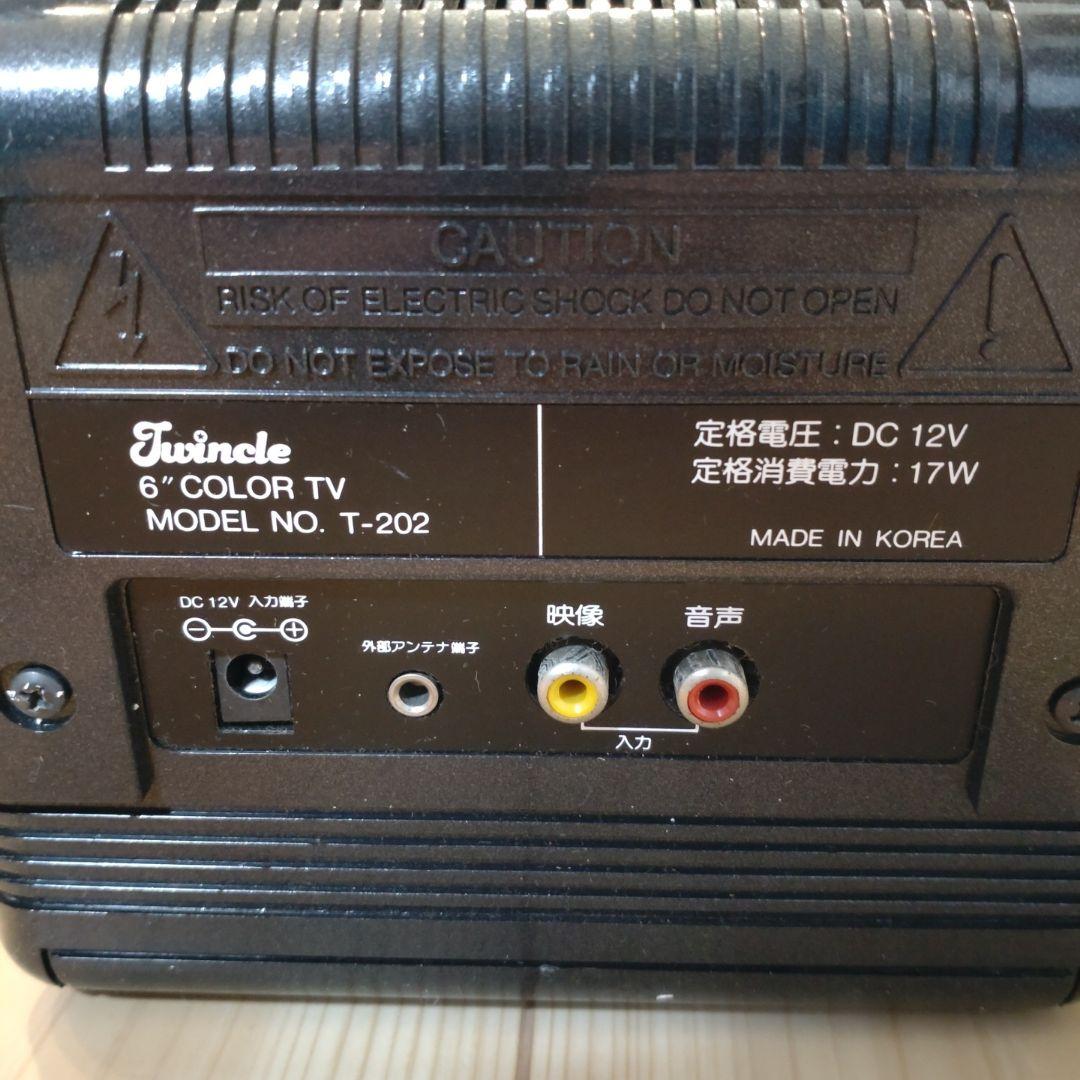 CAUTION
RISK OF ELECTRIC SHOCK DO NOT OPEN
DO NOT EXPOSE TO RAIN OR MOISTURE
Twincle
6" COLOR TV
MODEL NO. T-202
定格電圧 : DC 12V
定格消費電力 : 17W
MADE IN KOREA
DC 12V 入力端子
外部アンテナ端子
映像
音声
入力